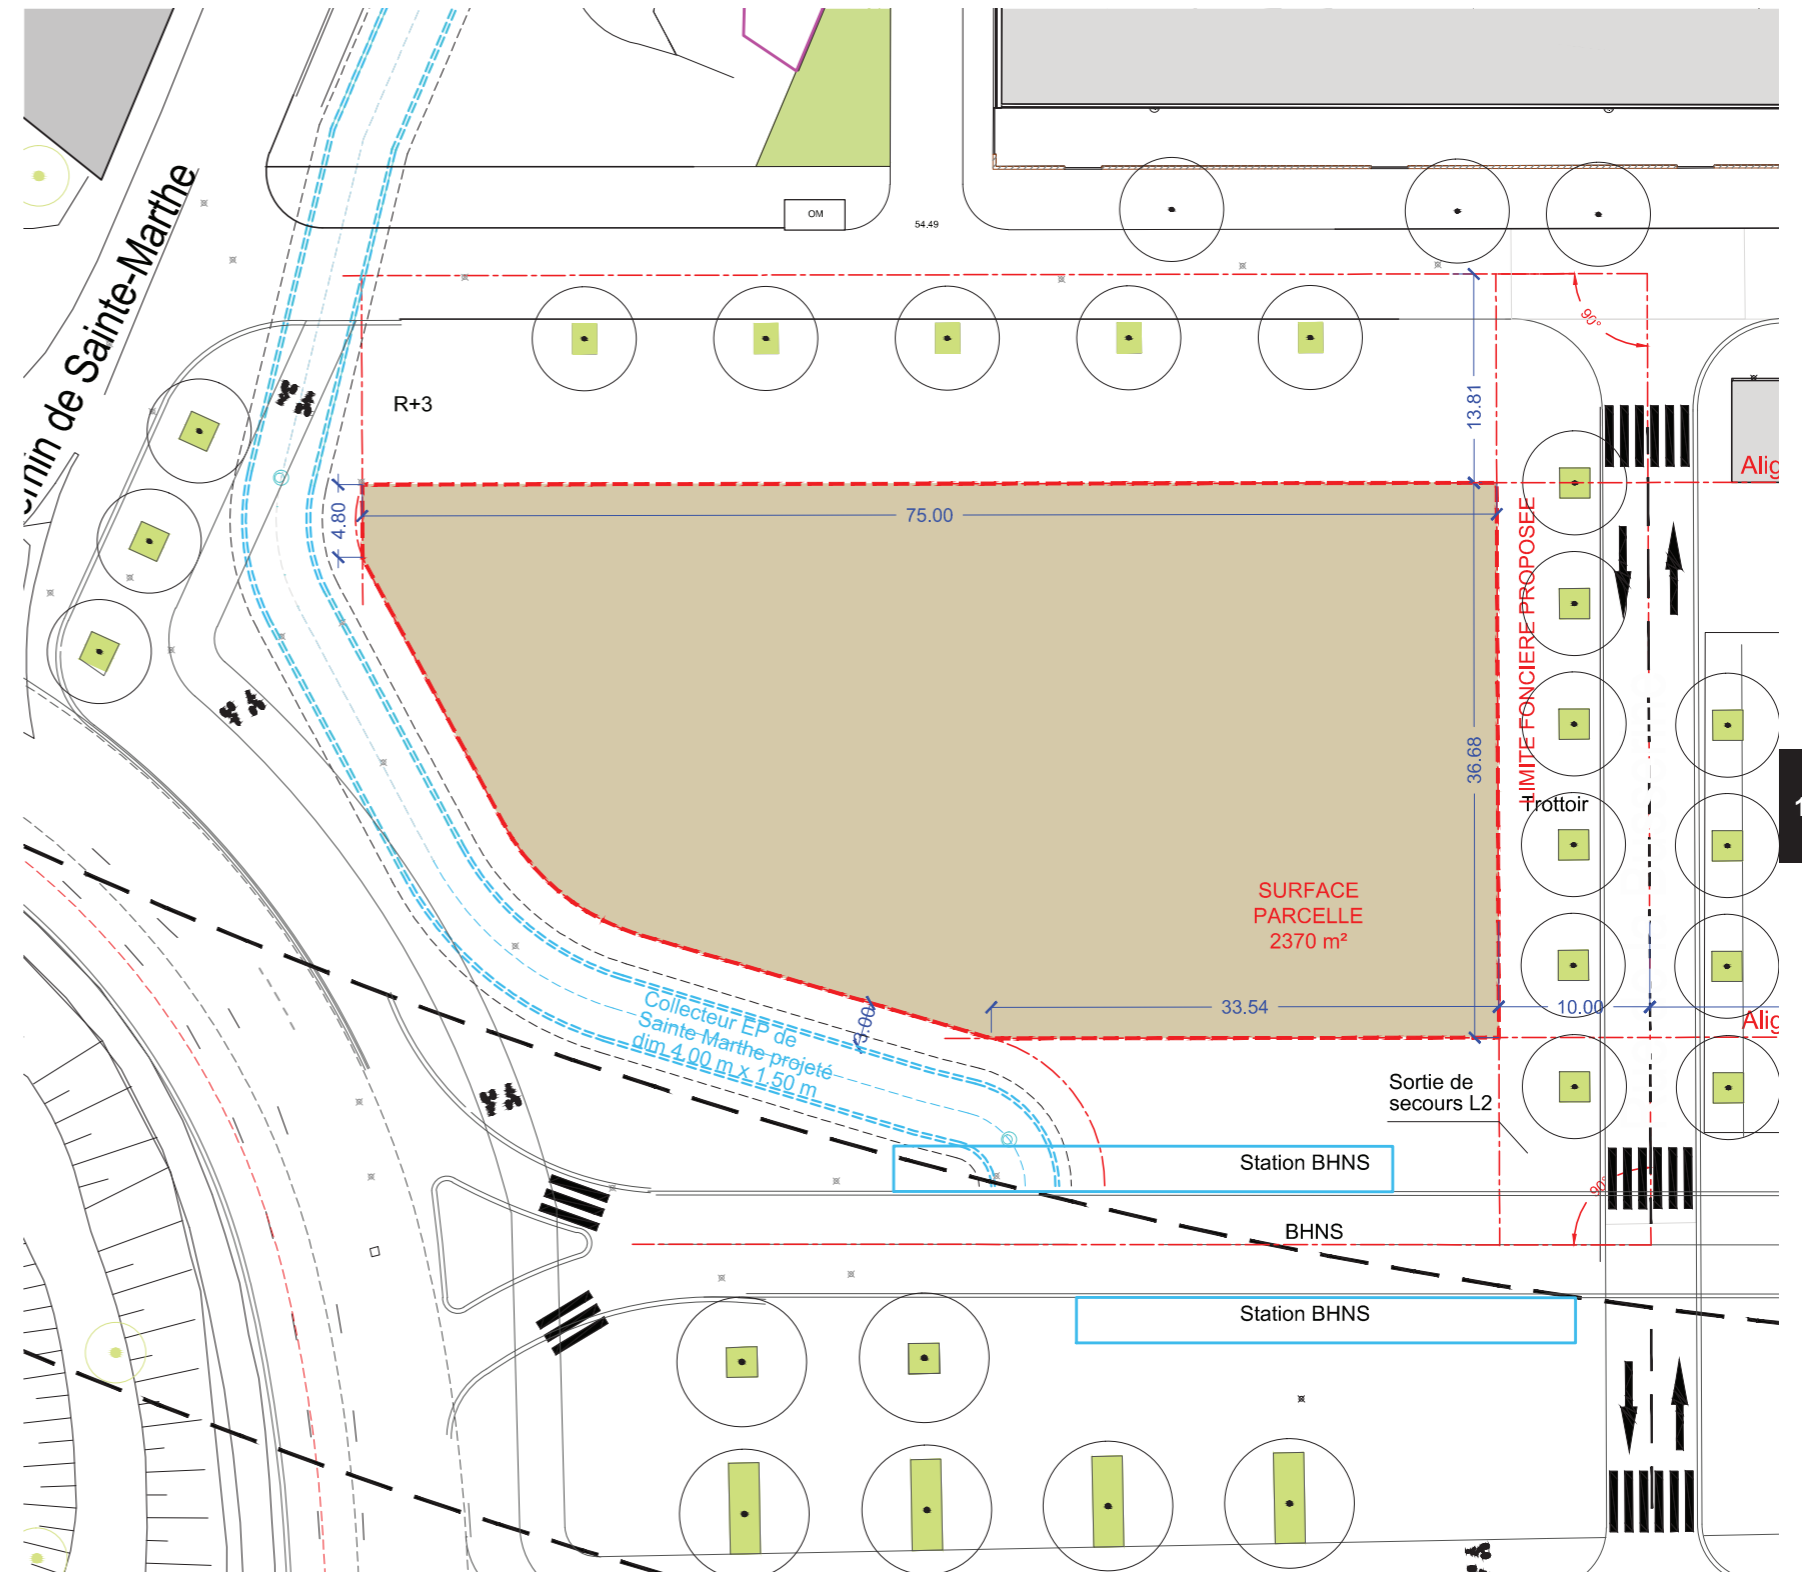 OM
54.49
90°
emin de Sainte-Marthe
R+3
13.81
Alig
4.80
75.00
LIMITE FONCIERE PROPOSEE
36.68
Trottoir
1
SURFACE
PARCELLE
2370 m²
Collecteur EP de
Sainte Marthe projeté
dim 4.00 m x 1.50 m
3.00
33.54
10.00
Alig
Sortie de
secours L2
Station BHNS
90°
BHNS
Station BHNS